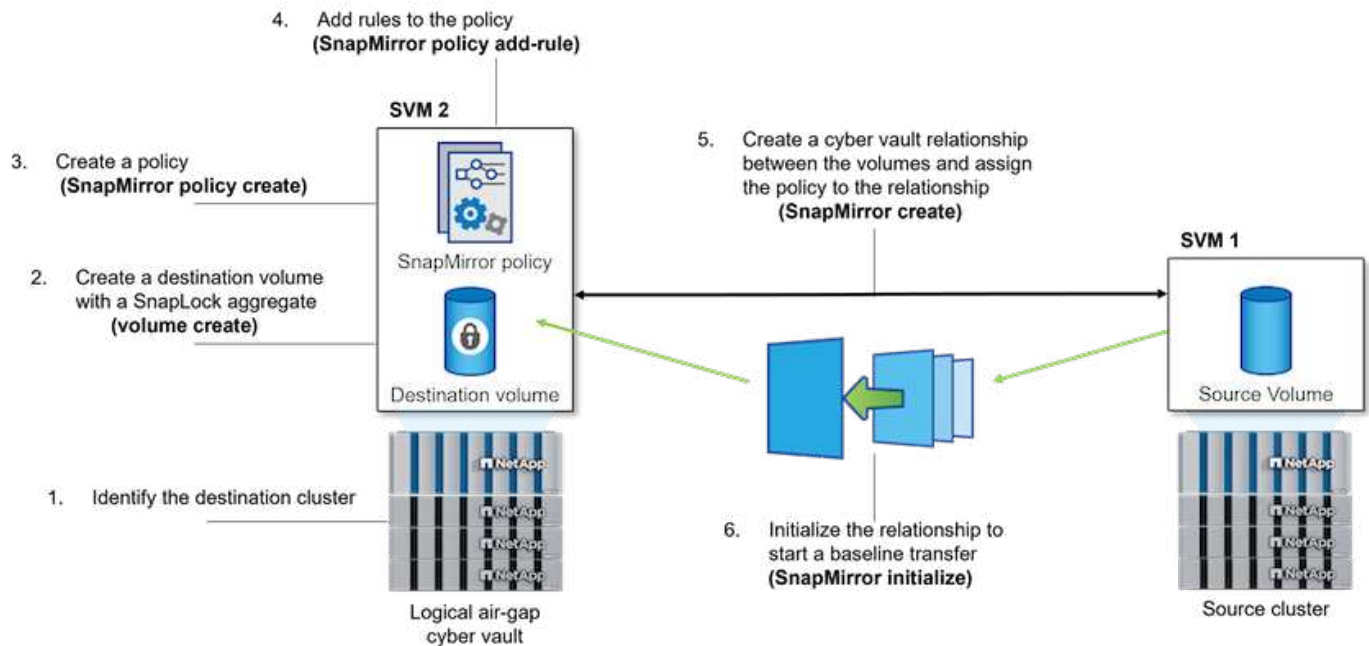 4. Add rules to the policy
(SnapMirror policy add-rule)
SVM 2
3. Create a policy
(SnapMirror policy create)
SnapMirror policy
2. Create a destination volume
with a SnapLock aggregate
(volume create)
Destination volume
5. Create a cyber vault relationship
between the volumes and assign
the policy to the relationship
(SnapMirror create)
SVM 1
Source Volume
1. Identify the destination cluster
NetApp
NetApp
NetApp
NetApp
Logical air-gap
cyber vault
6. Initialize the relationship to
start a baseline transfer
(SnapMirror initialize)
NetApp
NetApp
NetApp
NetApp
Source cluster